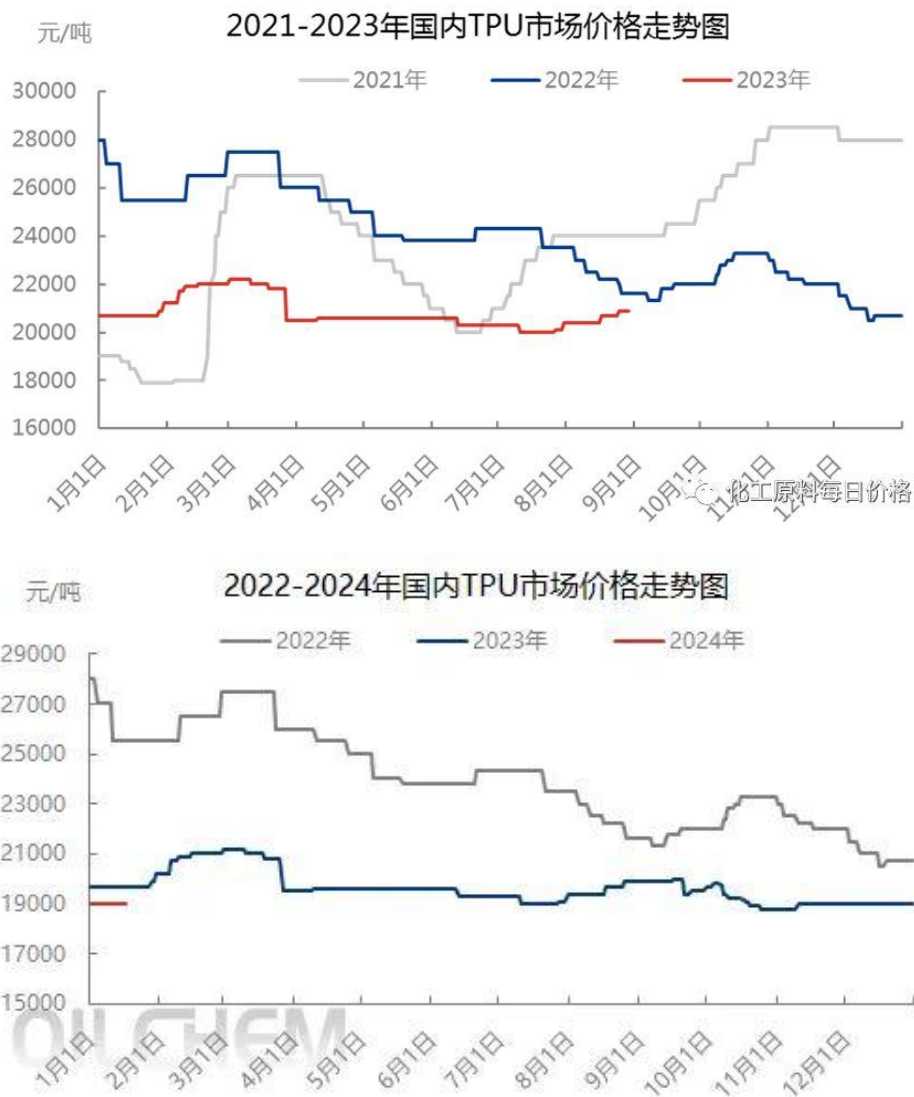 元/吨
2021-2023年国内TPU市场价格走势图
2021年 2022年 2023年
30000
28000
26000
24000
22000
20000
18000
16000
1月1日 2月1日 3月1日 4月1日 5月1日 6月1日 7月1日 8月1日 9月1日 10月1日 11月1日 12月1日
化工原料每日价格
元/吨
2022-2024年国内TPU市场价格走势图
2022年 2023年 2024年
29000
27000
25000
23000
21000
19000
17000
15000
OILCHEM
1月1日 2月1日 3月1日 4月1日 5月1日 6月1日 7月1日 8月1日 9月1日 10月1日 11月1日 12月1日